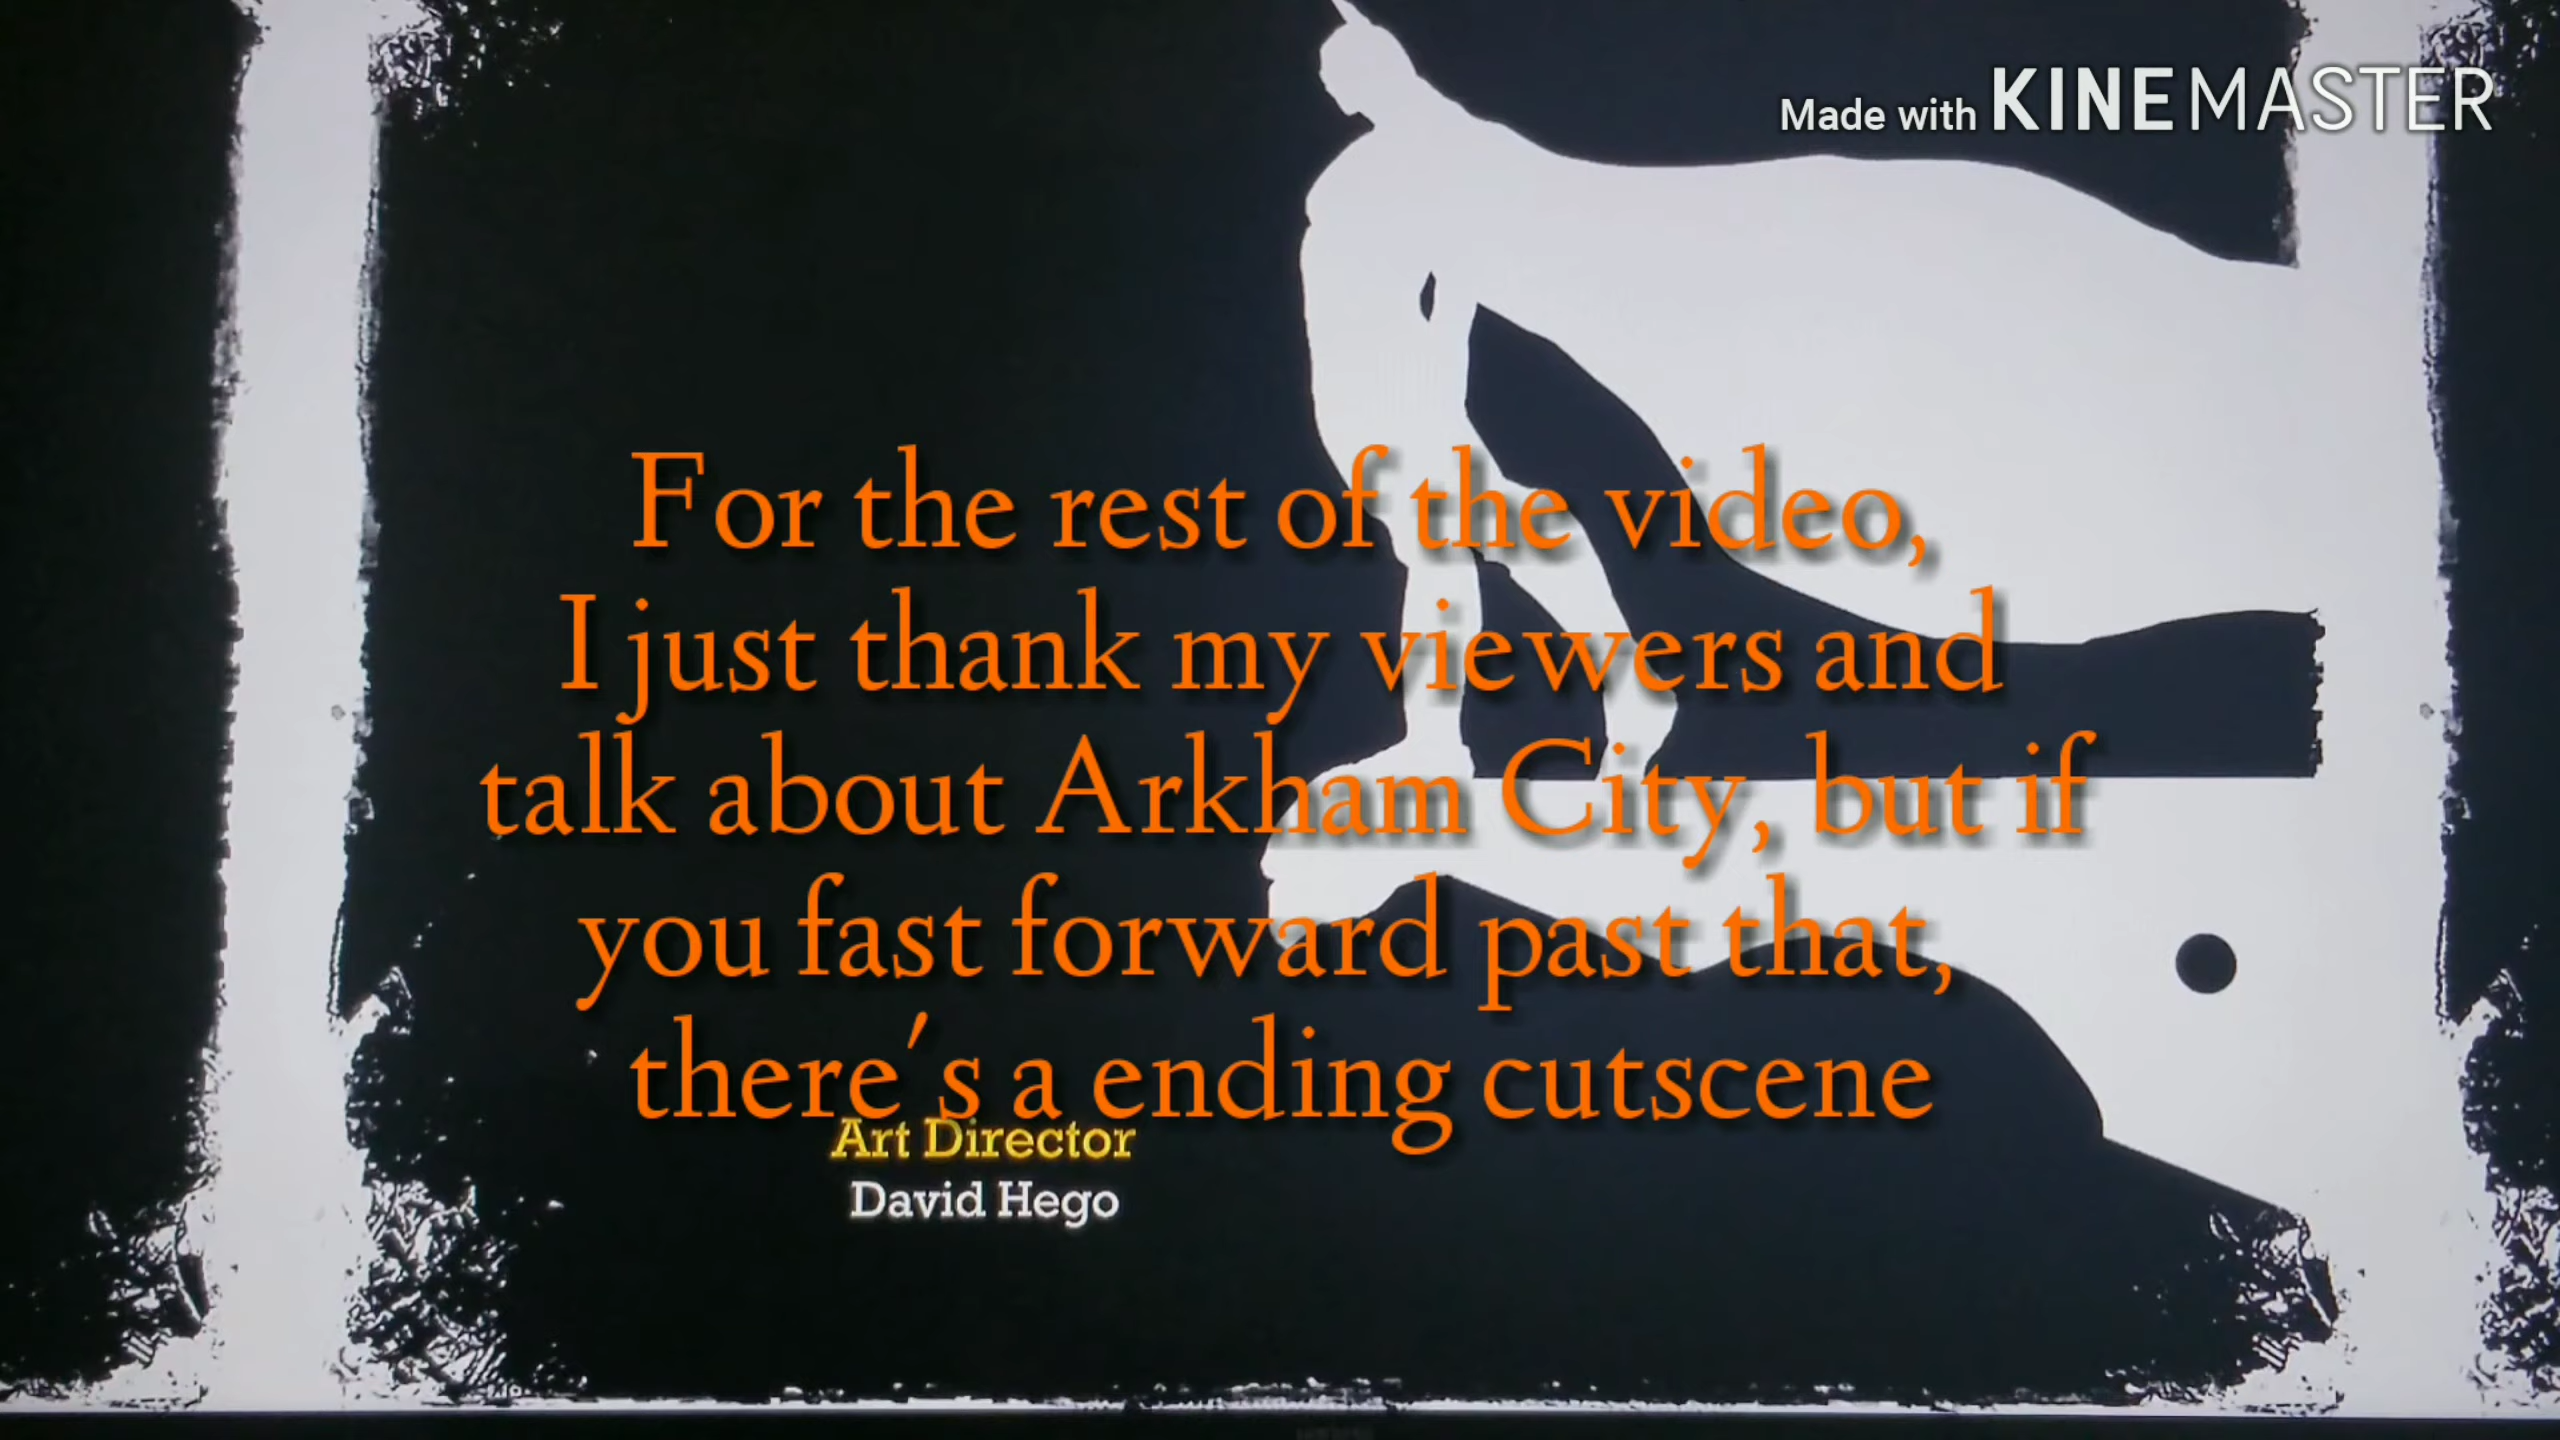 Made with KINEMASTER
For the rest of the video,
I just thank my viewers and
talk about Arkham City, but if
you fast forward past that,
there's a ending cutscene
Art Director
David Hego